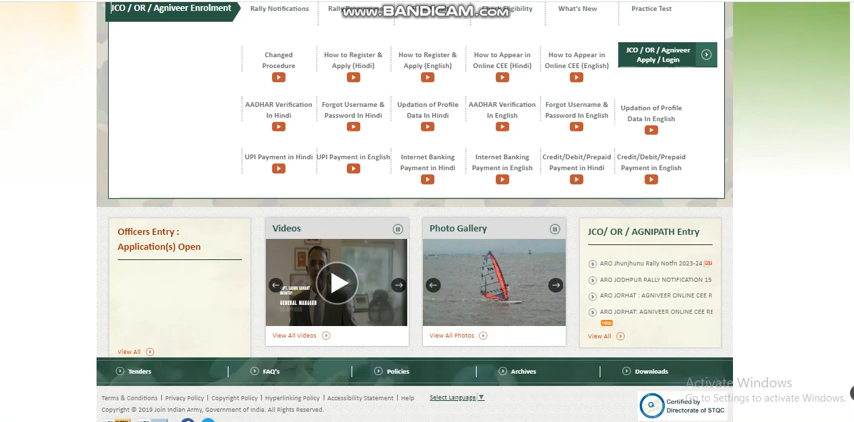 JCO / OR / Agniveer Enrolment
Rally Notifications
Eligibility
What's New
Practice Test
WWW.BANDICAM.COM
Changed
Procedure
How to Register &
Apply (Hindi)
How to Register &
Apply (English)
How to Appear in
Online CEE (Hindi)
How to Appear in
Online CEE (English)
JCO / OR / Agniveer
Apply / Login
AADHAR Verification
In Hindi
Forgot Username &
Password In Hindi
Updation of Profile
Data In Hindi
AADHAR Verification
In English
Forgot Username &
Password In English
Updation of Profile
Data In English
UPI Payment in Hindi
UPI Payment in English
Internet Banking
Payment in Hindi
Internet Banking
Payment in English
Credit/Debit/Prepaid
Payment in Hindi
Credit/Debit/Prepaid
Payment in English
Officers Entry :
Application(s) Open
View All
Videos
GENERAL MANAGER
View All Videos
Photo Gallery
View All Photos
JCO/ OR / AGNIPATH Entry
ARO Jhunjhunu Rally Notfn 2023-24
ARO JODHPUR RALLY NOTIFICATION 15
ARO JORHAT : AGNIVEER ONLINE CEE R
ARO JORHAT: AGNIVEER ONLINE CEE RE
View All
Tenders
FAQ's
Policies
Archives
Downloads
Activate Windows
Go to Settings to activate Windows.
Terms & Conditions | Privacy Policy | Copyright Policy | Hyperlinking Policy | Accessibility Statement | Help
Select Language ▼
Copyright © 2019 Join Indian Army, Government of India. All Rights Reserved.
Certified by
Directorate of STQC